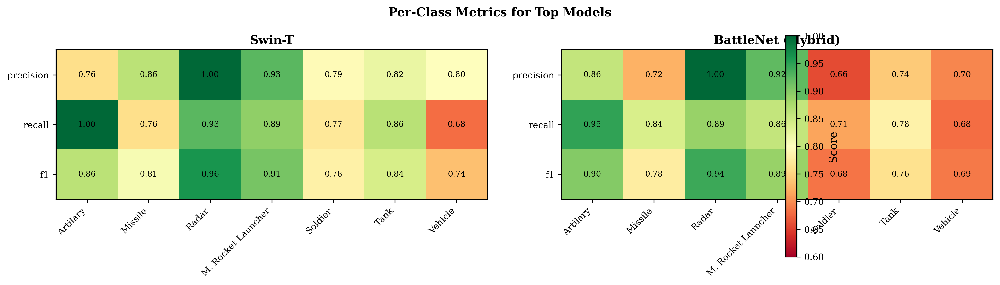 Per-Class Metrics for Top Models
Swin-T
precision 0.76 0.86 1.00 0.93 0.79 0.82 0.80
recall 1.00 0.76 0.93 0.89 0.77 0.86 0.68
f1 0.86 0.81 0.96 0.91 0.78 0.84 0.74
Artilary Missile Radar M. Rocket Launcher Soldier Tank Vehicle
BattleNet (Hybrid)
precision 0.86 0.72 1.00 0.92 0.66 0.74 0.70
recall 0.95 0.84 0.89 0.86 0.71 0.78 0.68
f1 0.90 0.78 0.94 0.89 0.68 0.76 0.69
Artilary Missile Radar M. Rocket Launcher Soldier Tank Vehicle
1.00
0.95
0.90
0.85
0.80
0.75
0.70
0.65
0.60
Score